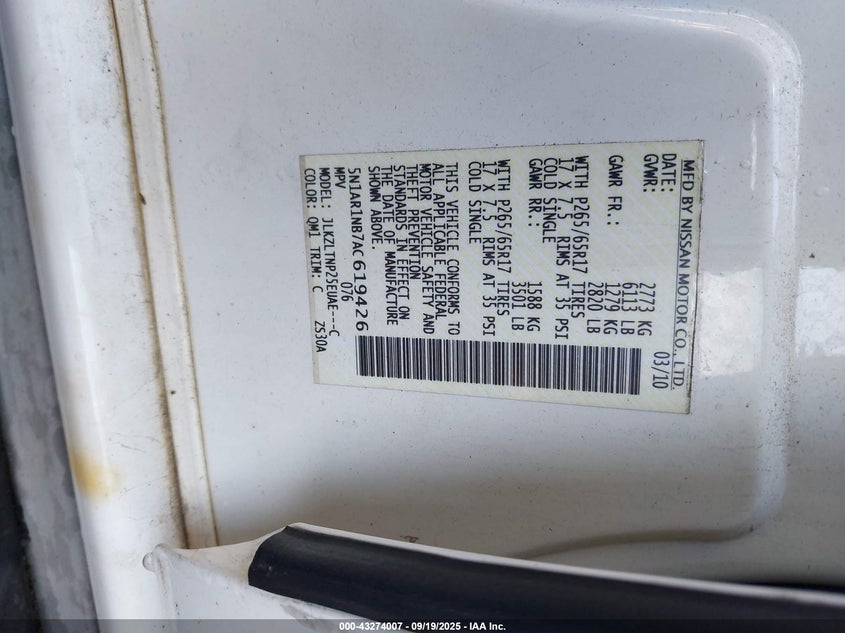 MFD BY NISSAN MOTOR CO., LTD.
DATE: 03/10
GVWR: 2773 KG
6113 LB
GAWR FR.: 1279 KG
2820 LB
WITH P265/65R17 TIRES
17 X 7.5 RIMS AT 35 PSI
COLD SINGLE
GAWR RR.: 1588 KG
3501 LB
WITH P265/65R17 TIRES
17 X 7.5 RIMS AT 35 PSI
COLD SINGLE
THIS VEHICLE CONFORMS TO
ALL APPLICABLE FEDERAL
MOTOR VEHICLE SAFETY AND
THEFT PREVENTION
STANDARDS IN EFFECT ON
THE DATE OF MANUFACTURE
SHOWN ABOVE.
5N1AR1NB7AC619426
MPV 076
MODEL: JLKZLTNP25EUAE---C
COLOR: QM1 TRIM: C ZS30A
000-43274007 - 09/19/2025 - IAA Inc.